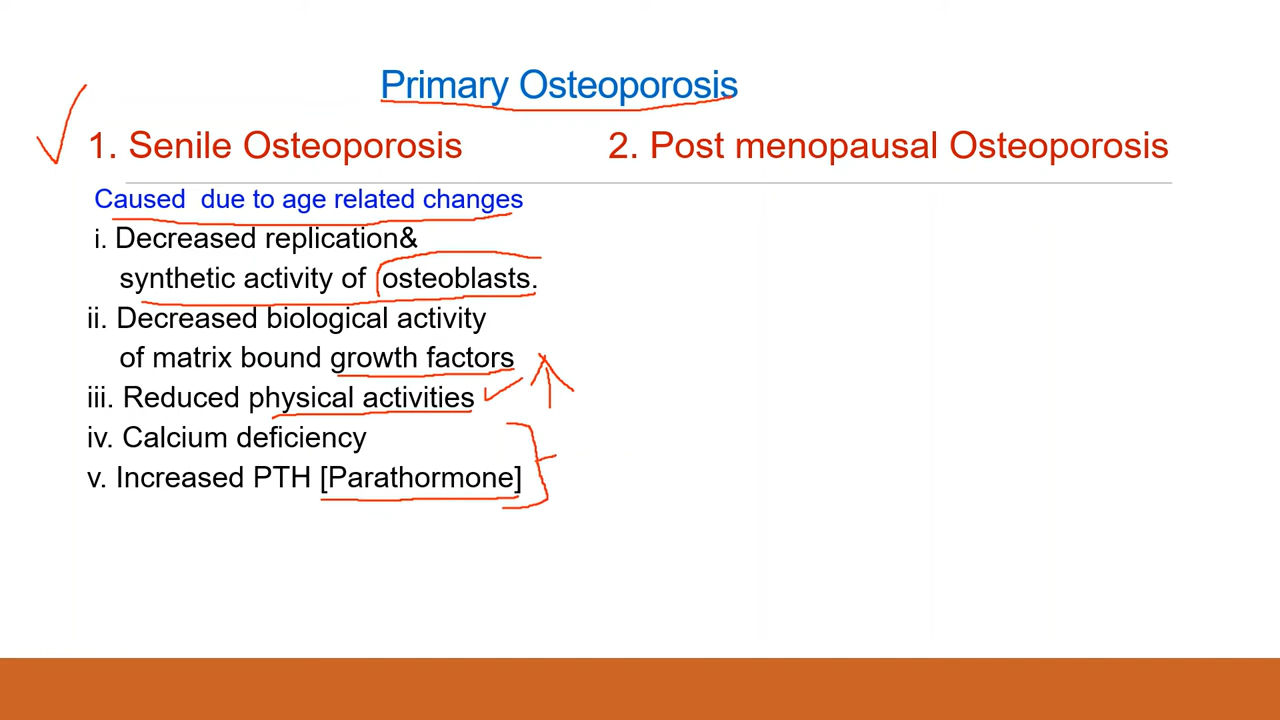 Primary Osteoporosis
1. Senile Osteoporosis
2. Post menopausal Osteoporosis
Caused due to age related changes
i. Decreased replication&
synthetic activity of osteoblasts.
ii. Decreased biological activity
of matrix bound growth factors
iii. Reduced physical activities
iv. Calcium deficiency
v. Increased PTH [Parathormone]